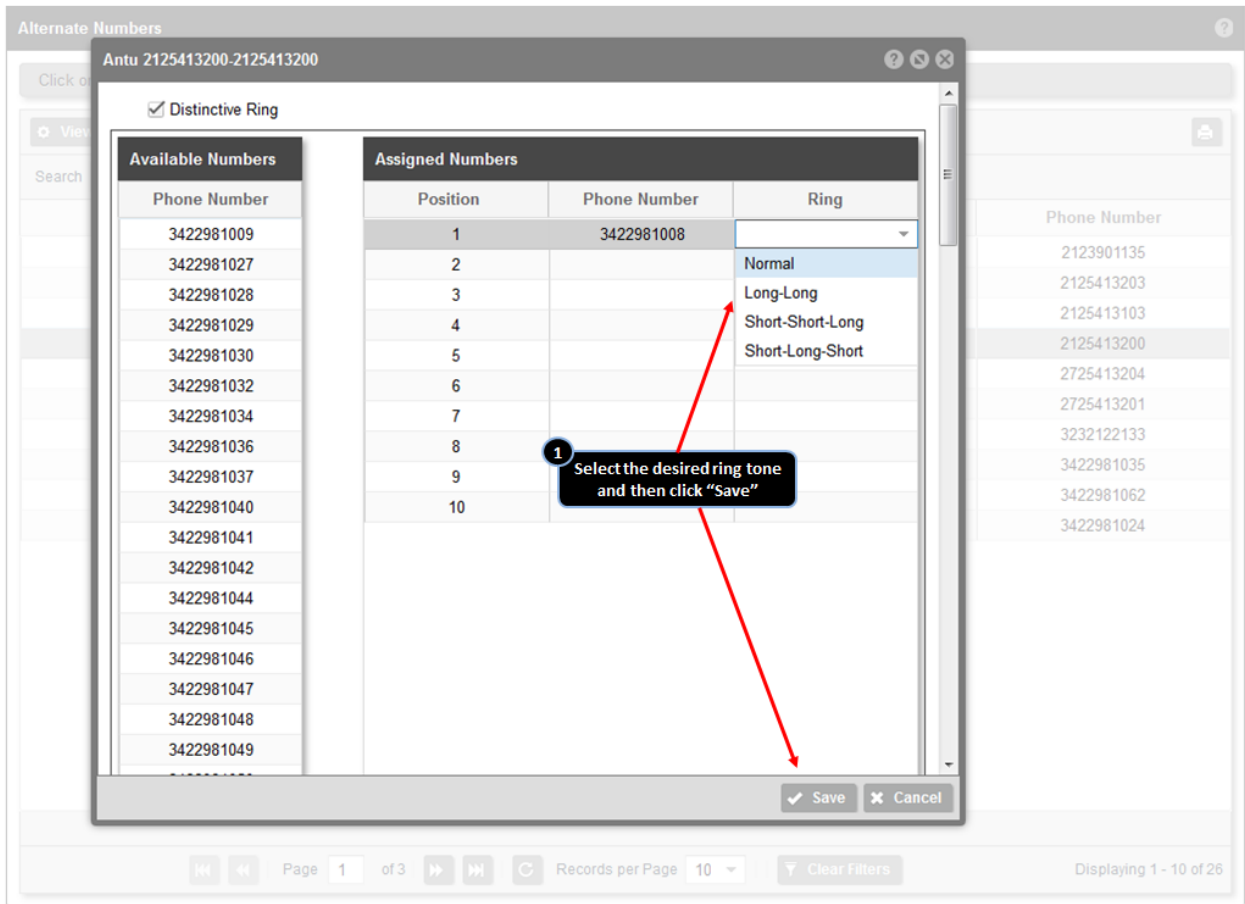 Alternate Numbers
Antu 2125413200-2125413200
Click o
Distinctive Ring
View
Search
Available Numbers
Phone Number
3422981009
3422981027
3422981028
3422981029
3422981030
3422981032
3422981034
3422981036
3422981037
3422981040
3422981041
3422981042
3422981044
3422981045
3422981046
3422981047
3422981048
3422981049
Assigned Numbers
Position Phone Number Ring
1 3422981008
2
3
4
5
6
7
8
9
10
Normal
Long-Long
Short-Short-Long
Short-Long-Short
1
Select the desired ring tone
and then click “Save”
Phone Number
2123901135
2125413203
2125413103
2125413200
2725413204
2725413201
3232122133
3422981035
3422981062
3422981024
Save Cancel
Page 1 of 3 Records per Page 10 Clear Filters Displaying 1 - 10 of 26